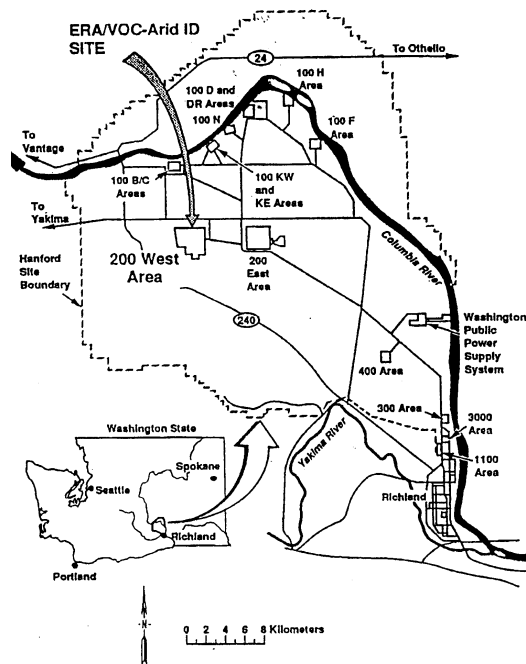 ERA/VOC-Arid ID
SITE
To Othello
24
100 H
Area
100 D and
DR Areas
100 N
100 F
Area
To
Vantage
100 B/C
Areas
100 KW
and
KE Areas
To
Yakima
Hanford
Site
Boundary
200 West
Area
200
East
Area
Columbia River
240
Washington
Public
Power
Supply
System
400 Area
300 Area
3000
Area
1100
Area
Yakima River
Richland
Washington State
Spokane
Seattle
Richland
Portland
N
0 2 4 6 8 Kilometers